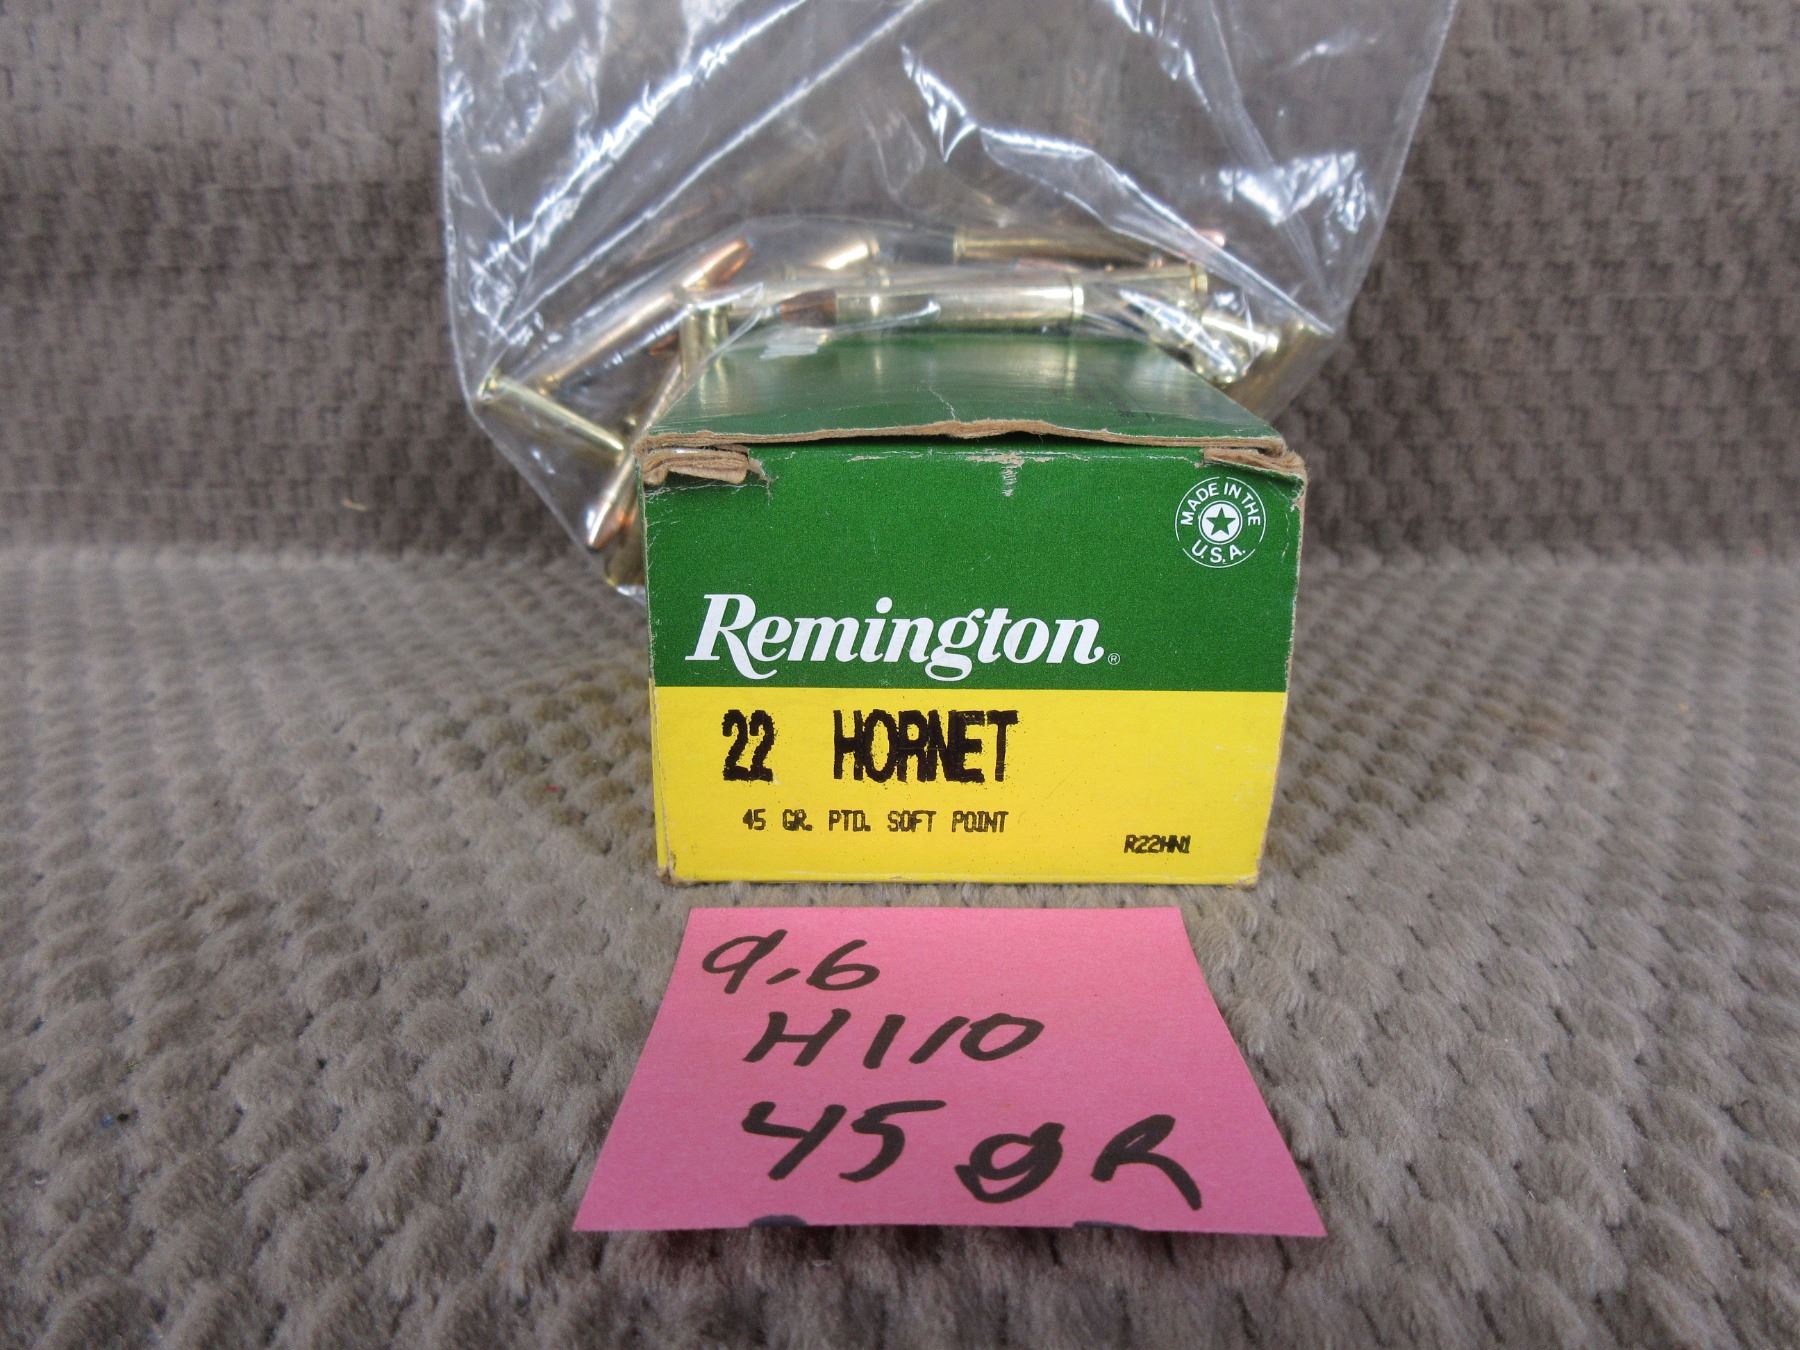 MADE IN THE
U.S.A.
Remington®
22 HORNET
45 GR. PTD. SOFT POINT
R22HN1
9.6
H110
45 gR